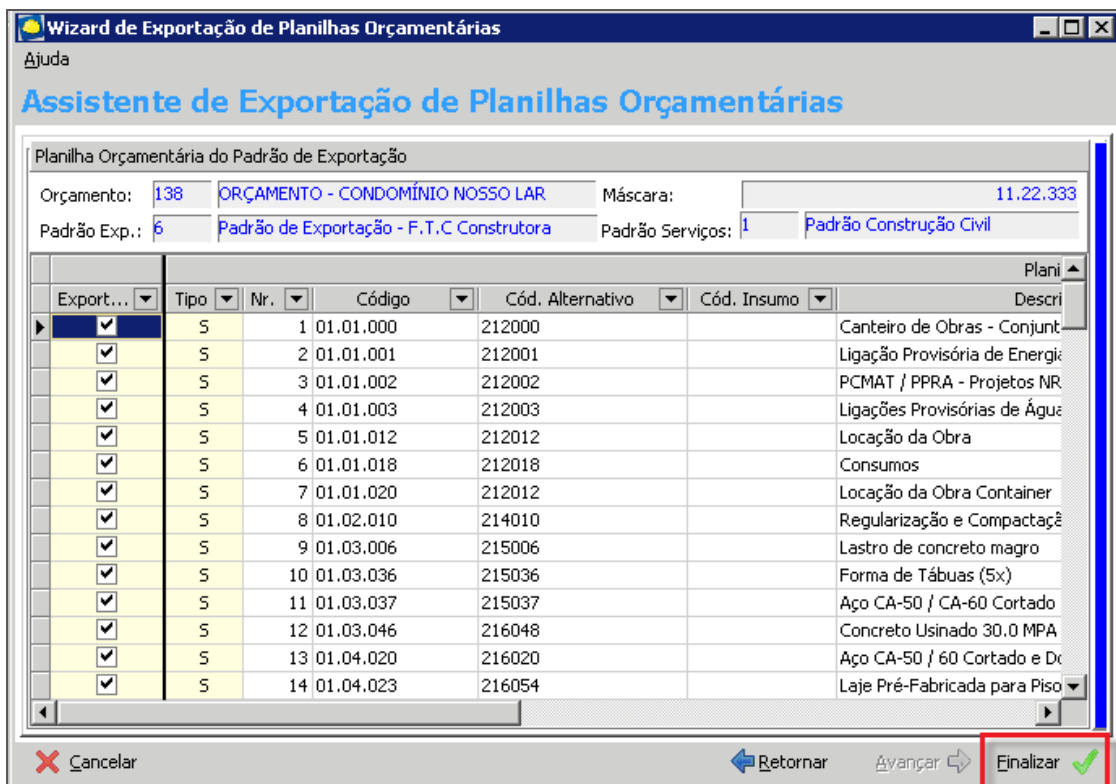 Wizard de Exportação de Planilhas Orçamentárias
Ajuda
Assistente de Exportação de Planilhas Orçamentárias
Planilha Orçamentária do Padrão de Exportação
Orçamento: 138 ORÇAMENTO - CONDOMÍNIO NOSSO LAR Máscara: 11.22.333
Padrão Exp.: 6 Padrão de Exportação - F.T.C Construtora Padrão Serviços: 1 Padrão Construção Civil
Plani
Export... Tipo Nr. Código Cód. Alternativo Cód. Insumo Descri
S 1 01.01.000 212000 Canteiro de Obras - Conjunt
S 2 01.01.001 212001 Ligação Provisória de Energia
S 3 01.01.002 212002 PCMAT / PPRA - Projetos NR
S 4 01.01.003 212003 Ligações Provisórias de Água
S 5 01.01.012 212012 Locação da Obra
S 6 01.01.018 212018 Consumos
S 7 01.01.020 212012 Locação da Obra Container
S 8 01.02.010 214010 Regularização e Compactaçã
S 9 01.03.006 215006 Lastro de concreto magro
S 10 01.03.036 215036 Forma de Tábuas (5x)
S 11 01.03.037 215037 Aço CA-50 / CA-60 Cortado
S 12 01.03.046 216048 Concreto Usinado 30.0 MPA
S 13 01.04.020 216020 Aço CA-50 / 60 Cortado e Do
S 14 01.04.023 216054 Laje Pré-Fabricada para Piso
Cancelar Retornar Avançar Finalizar